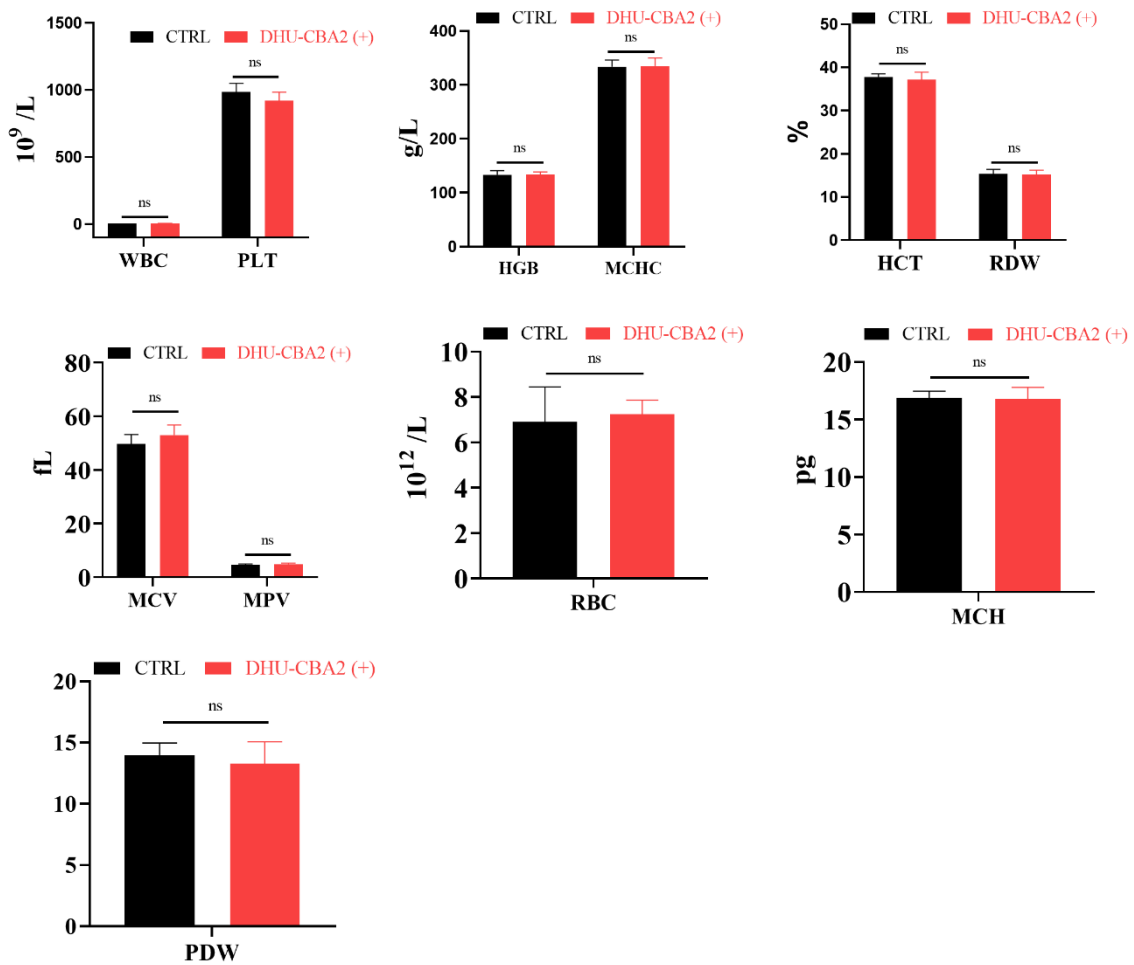 CTRL DHU-CBA2 (+)
10⁹ /L
1500
1000
500
0
ns
ns
WBC PLT
CTRL DHU-CBA2 (+)
g/L
400
300
200
100
0
ns
ns
HGB MCHC
CTRL DHU-CBA2 (+)
%
50
40
30
20
10
0
ns
ns
HCT RDW
CTRL DHU-CBA2 (+)
fL
80
60
40
20
0
ns
ns
MCV MPV
CTRL DHU-CBA2 (+)
10¹² /L
10
8
6
4
2
0
ns
RBC
CTRL DHU-CBA2 (+)
pg
20
15
10
5
0
ns
MCH
CTRL DHU-CBA2 (+)
20
15
10
5
0
ns
PDW